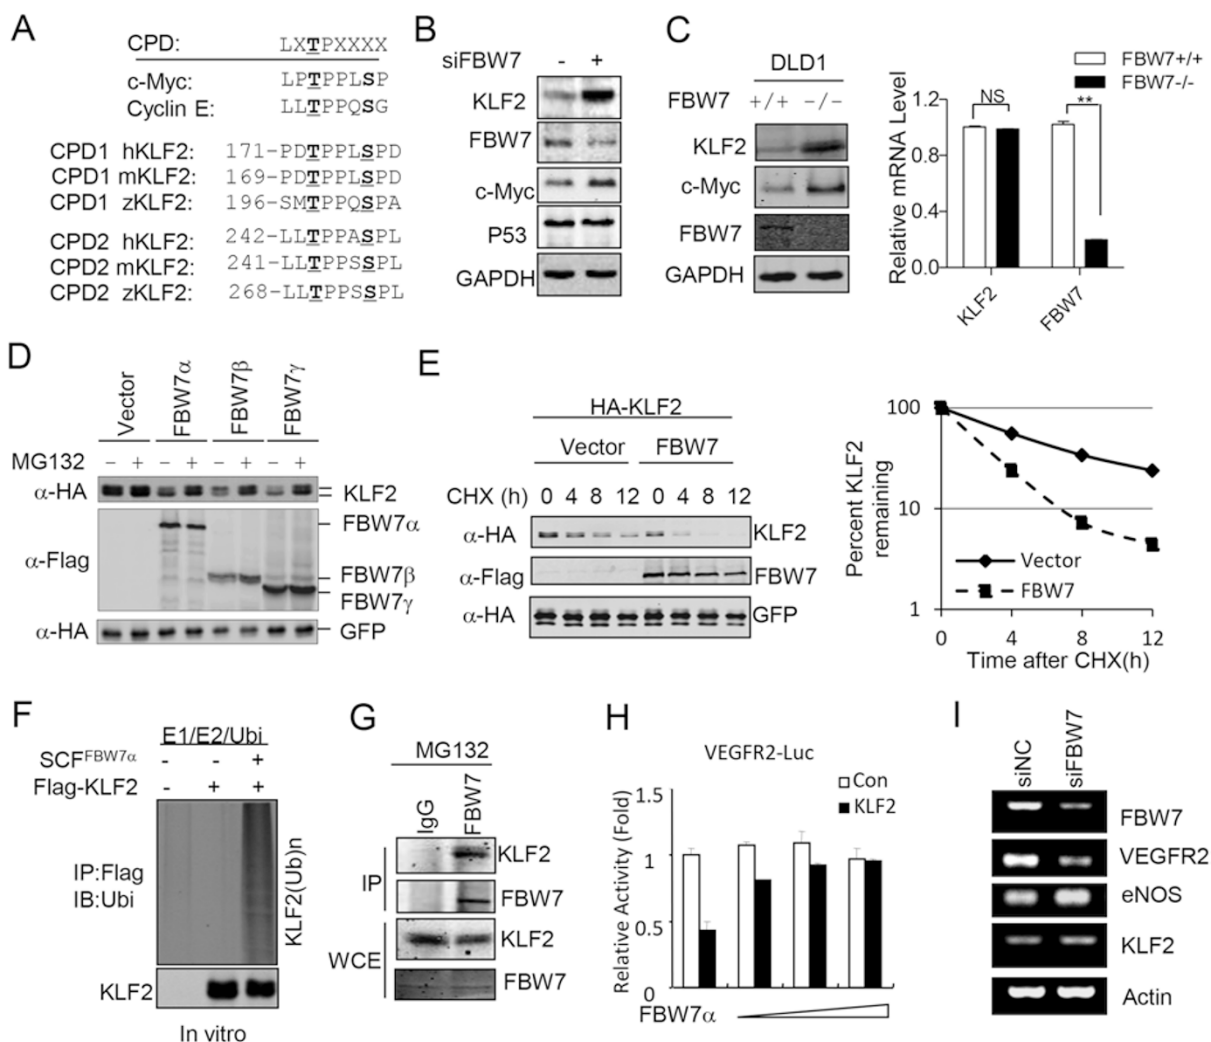 A
CPD: LXTPXXXX
c-Myc: LPTPPLSP
Cyclin E: LLTPPQSG
CPD1 hKLF2: 171-PDTPPLSPD
CPD1 mKLF2: 169-PDTPPLSPD
CPD1 zKLF2: 196-SMTPPQSPA
CPD2 hKLF2: 242-LLTPPASPL
CPD2 mKLF2: 241-LLTPPSSPL
CPD2 zKLF2: 268-LLTPPSSPL
B
siFBW7 - +
KLF2
FBW7
c-Myc
P53
GAPDH
C
DLD1
FBW7 +/+ -/-
KLF2
c-Myc
FBW7
GAPDH
FBW7+/+
FBW7-/-
Relative mRNA Level
1.2
0.8
0.4
0.0
NS
**
KLF2
FBW7
D
Vector
FBW7α
FBW7β
FBW7γ
MG132 - + - + - + - +
α-HA KLF2
α-Flag FBW7α
FBW7β
FBW7γ
α-HA GFP
E
HA-KLF2
Vector FBW7
CHX (h) 0 4 8 12 0 4 8 12
α-HA KLF2
α-Flag FBW7
α-HA GFP
Percent KLF2
remaining
100
10
1
Vector
FBW7
0 4 8 12
Time after CHX(h)
F
E1/E2/Ubi
SCFFBW7α - - +
Flag-KLF2 - + +
IP:Flag
IB:Ubi
KLF2(Ub)n
KLF2
In vitro
G
MG132
IgG
FBW7
IP
KLF2
FBW7
WCE
KLF2
FBW7
H
VEGFR2-Luc
Con
KLF2
Relative Activity (Fold)
1.5
1
0.5
0
FBW7α
I
siNC
siFBW7
FBW7
VEGFR2
eNOS
KLF2
Actin